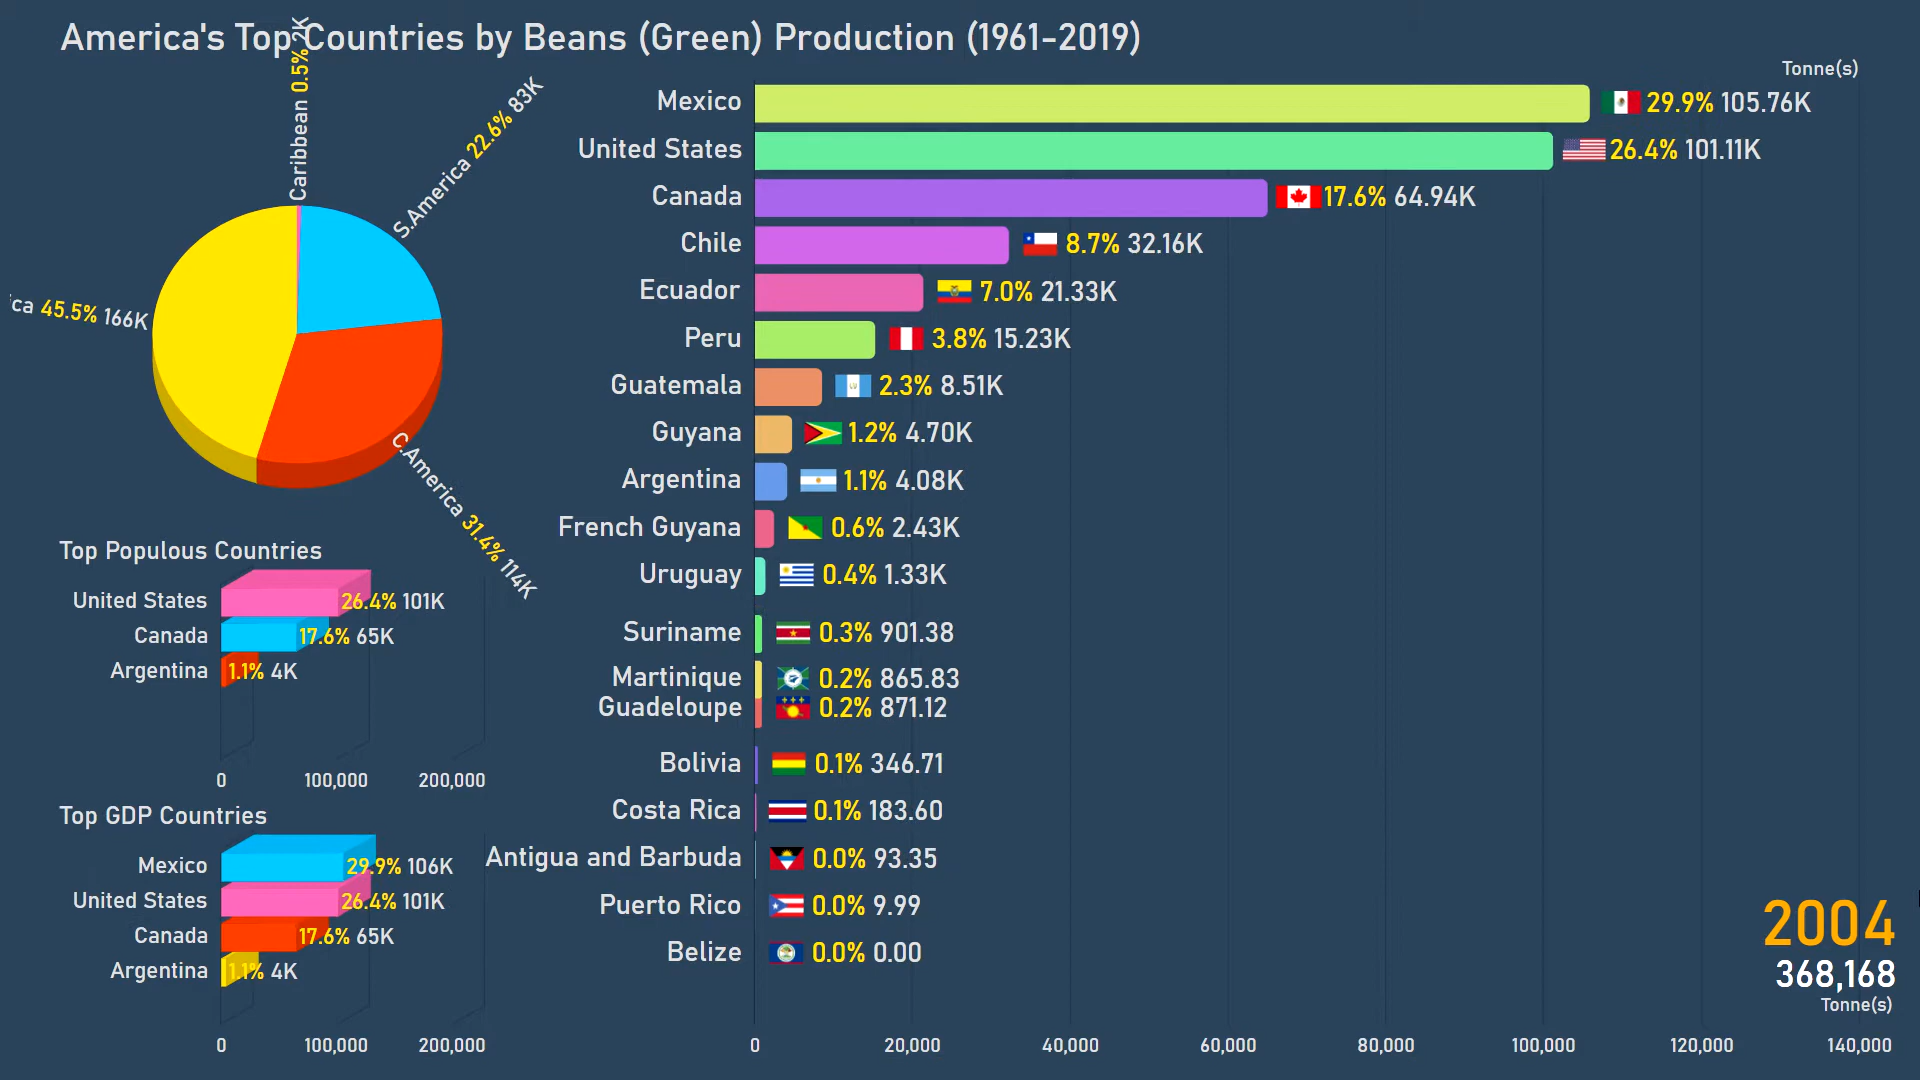 America's Top Countries by Beans (Green) Production (1961-2019)
Tonne(s)
Caribbean 0.5% 2K
S.America 22.6% 83K
C.America 31.4% 114K
45.5% 166K
Mexico 29.9% 105.76K
United States 26.4% 101.11K
Canada 17.6% 64.94K
Chile 8.7% 32.16K
Ecuador 7.0% 21.33K
Peru 3.8% 15.23K
Guatemala 2.3% 8.51K
Guyana 1.2% 4.70K
Argentina 1.1% 4.08K
French Guyana 0.6% 2.43K
Uruguay 0.4% 1.33K
Suriname 0.3% 901.38
Martinique 0.2% 865.83
Guadeloupe 0.2% 871.12
Bolivia 0.1% 346.71
Costa Rica 0.1% 183.60
Antigua and Barbuda 0.0% 93.35
Puerto Rico 0.0% 9.99
Belize 0.0% 0.00
0 20,000 40,000 60,000 80,000 100,000 120,000 140,000
Top Populous Countries
United States 26.4% 101K
Canada 17.6% 65K
Argentina 1.1% 4K
0 100,000 200,000
Top GDP Countries
Mexico 29.9% 106K
United States 26.4% 101K
Canada 17.6% 65K
Argentina 1.1% 4K
0 100,000 200,000
2004
368,168
Tonne(s)